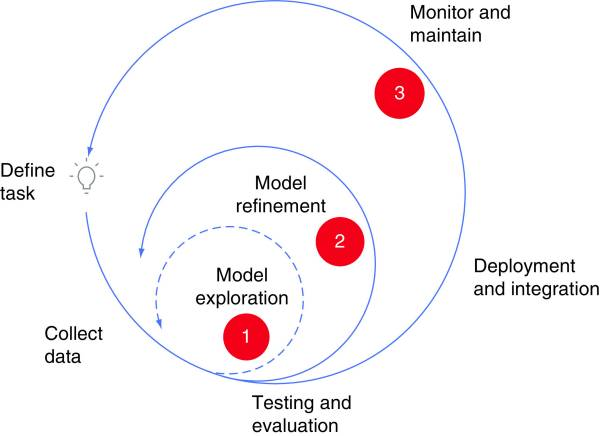 Monitor and
maintain
3
Define
task
Model
refinement
2
Model
exploration
1
Deployment
and integration
Collect
data
Testing and
evaluation